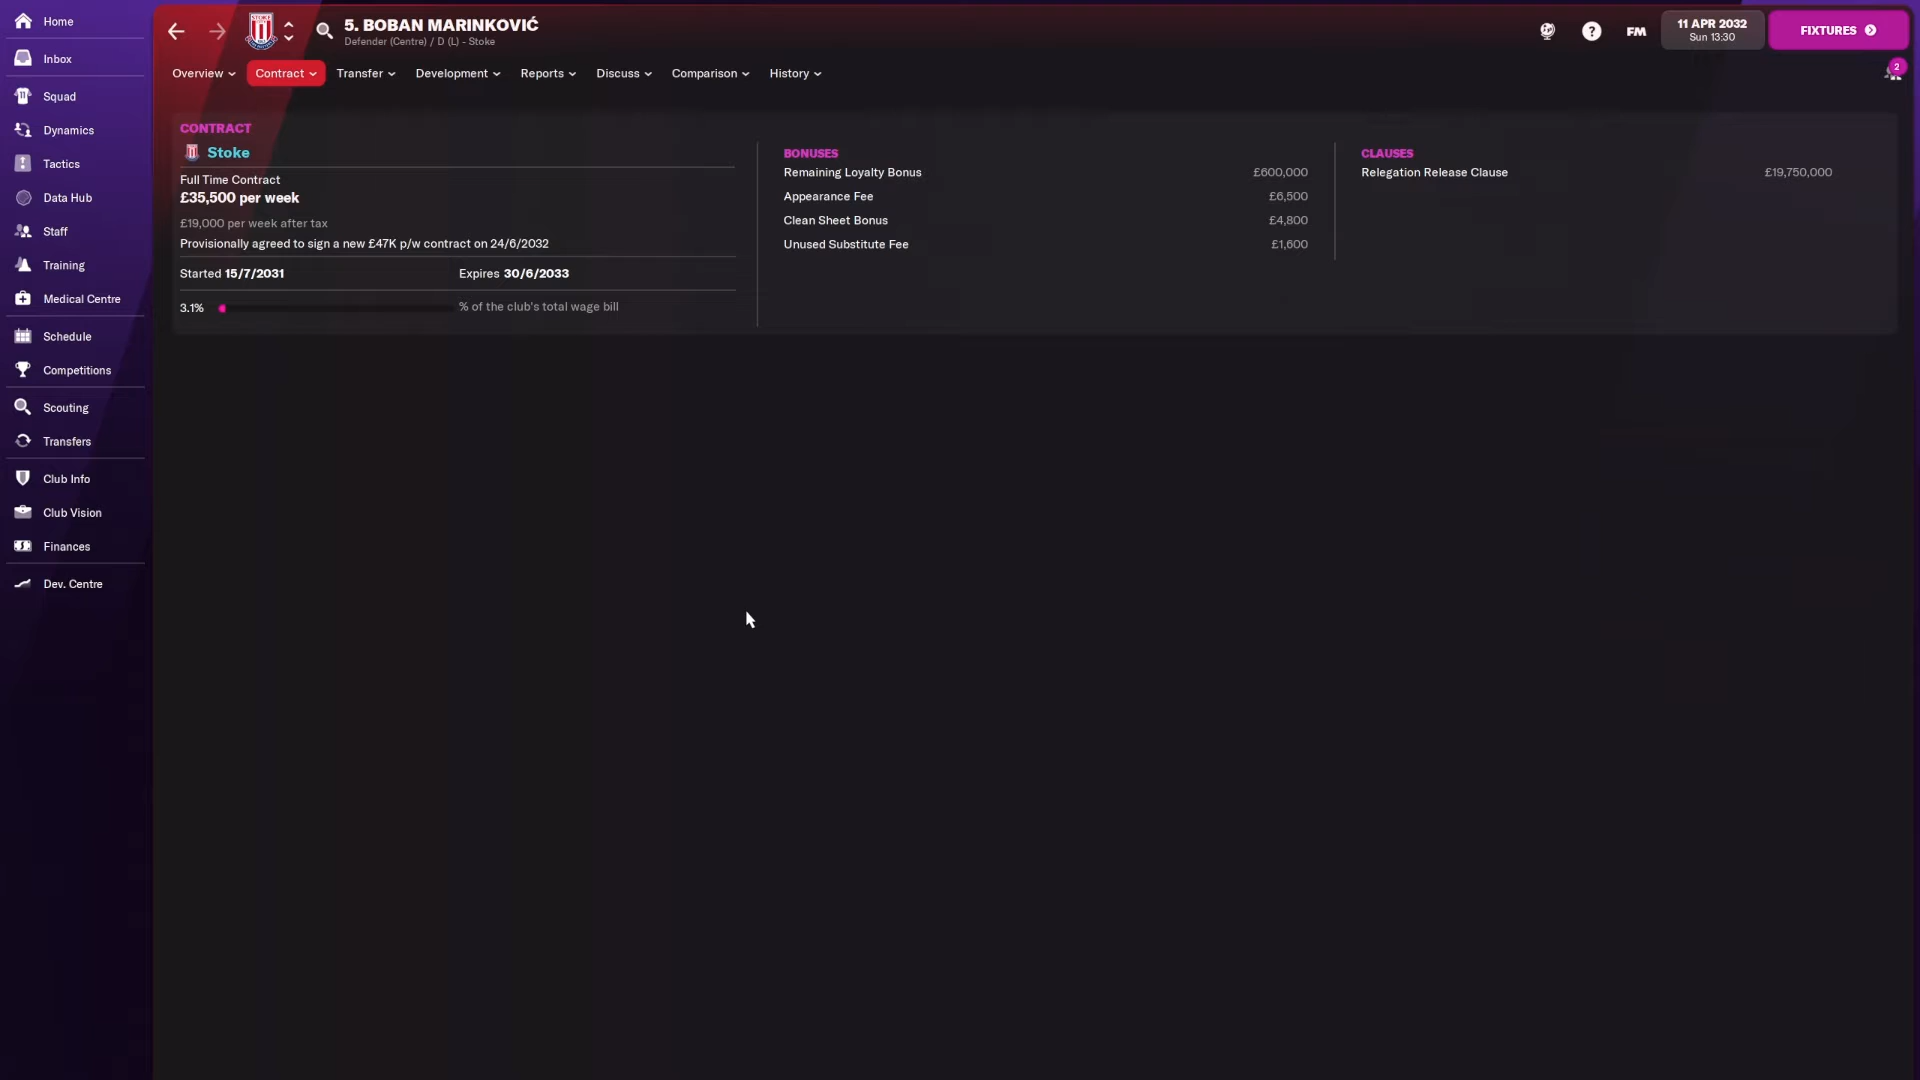 Home
Inbox
Squad
Dynamics
Tactics
Data Hub
Staff
Training
Medical Centre
Schedule
Competitions
Scouting
Transfers
Club Info
Club Vision
Finances
Dev. Centre
5. BOBAN MARINKOVIĆ
Defender (Centre) / D (L) - Stoke
FM
11 APR 2032
Sun 13:30
FIXTURES
Overview
Contract
Transfer
Development
Reports
Discuss
Comparison
History
2
CONTRACT
Stoke
Full Time Contract
£35,500 per week
£19,000 per week after tax
Provisionally agreed to sign a new £47K p/w contract on 24/6/2032
Started 15/7/2031 Expires 30/6/2033
3.1% % of the club's total wage bill
BONUSES
Remaining Loyalty Bonus £600,000
Appearance Fee £6,500
Clean Sheet Bonus £4,800
Unused Substitute Fee £1,600
CLAUSES
Relegation Release Clause £19,750,000